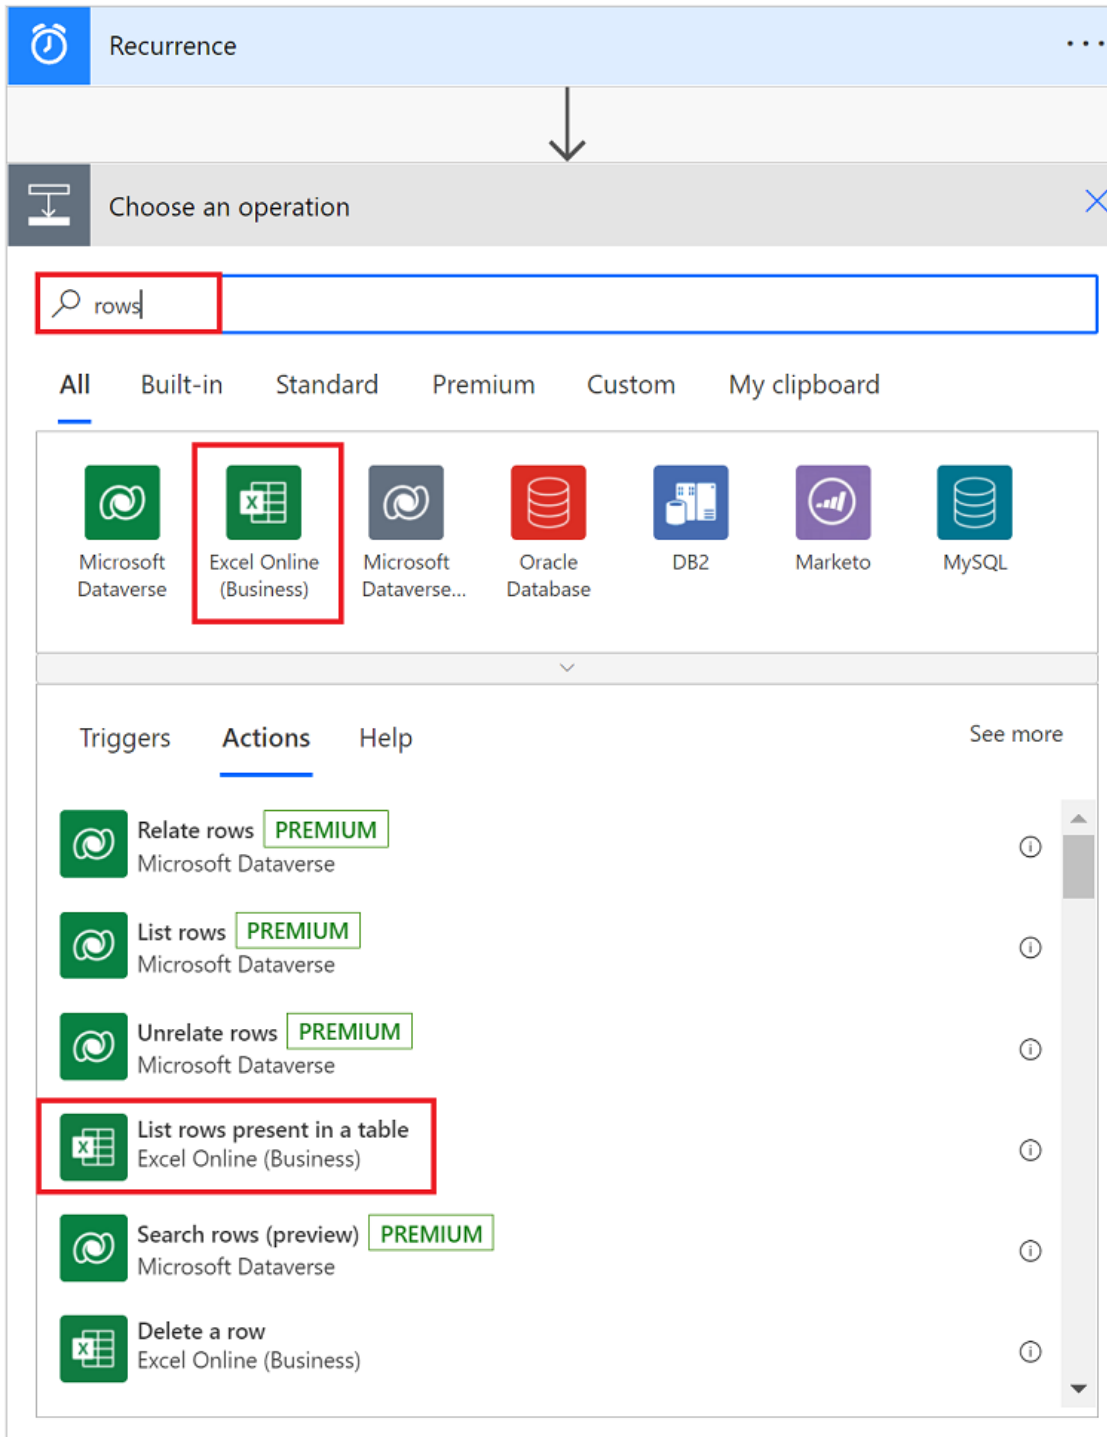 Recurrence
Choose an operation
rows
All Built-in Standard Premium Custom My clipboard
Microsoft Dataverse
Excel Online (Business)
Microsoft Dataverse...
Oracle Database
DB2
Marketo
MySQL
Triggers Actions Help See more
Relate rows PREMIUM
Microsoft Dataverse
List rows PREMIUM
Microsoft Dataverse
Unrelate rows PREMIUM
Microsoft Dataverse
List rows present in a table
Excel Online (Business)
Search rows (preview) PREMIUM
Microsoft Dataverse
Delete a row
Excel Online (Business)